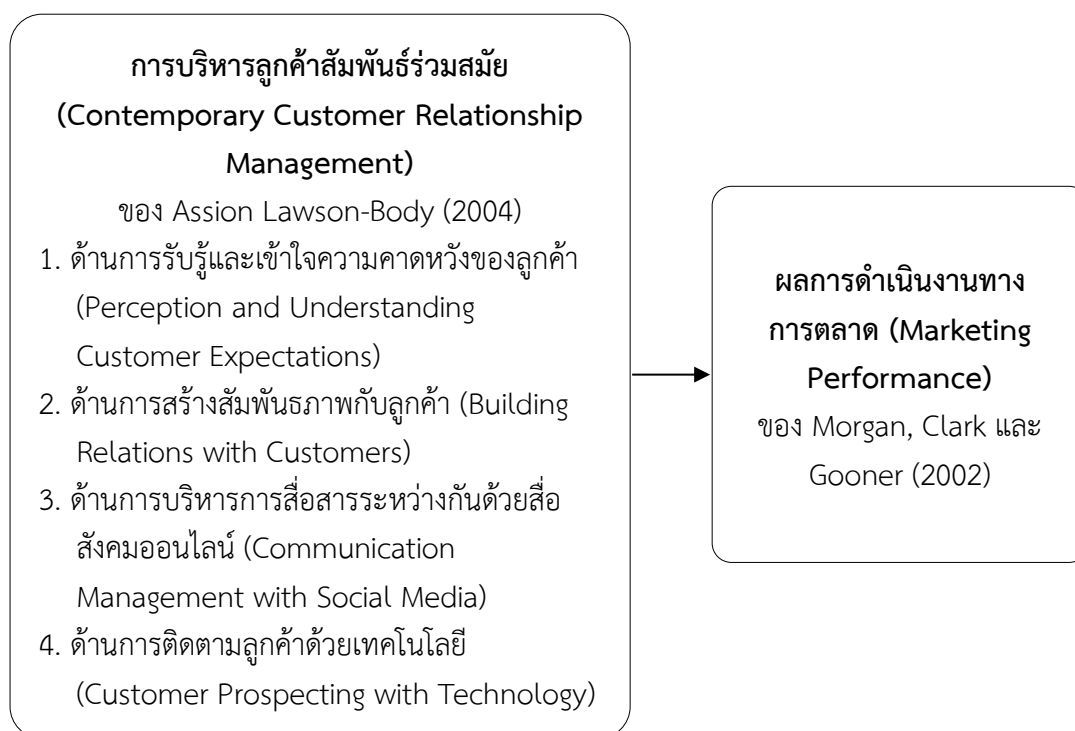 การบริหารลูกค้าสัมพันธ์ร่วมสมัย
(Contemporary Customer Relationship
Management)
ของ Assion Lawson-Body (2004)
1. ด้านการรับรู้และเข้าใจความคาดหวังของลูกค้า
(Perception and Understanding
Customer Expectations)
2. ด้านการสร้างสัมพันธภาพกับลูกค้า (Building
Relations with Customers)
3. ด้านการบริหารการสื่อสารระหว่างกันด้วยสื่อ
สังคมออนไลน์ (Communication
Management with Social Media)
4. ด้านการติดตามลูกค้าด้วยเทคโนโลยี
(Customer Prospecting with Technology)
ผลการดำเนินงานทาง
การตลาด (Marketing
Performance)
ของ Morgan, Clark และ
Gooner (2002)